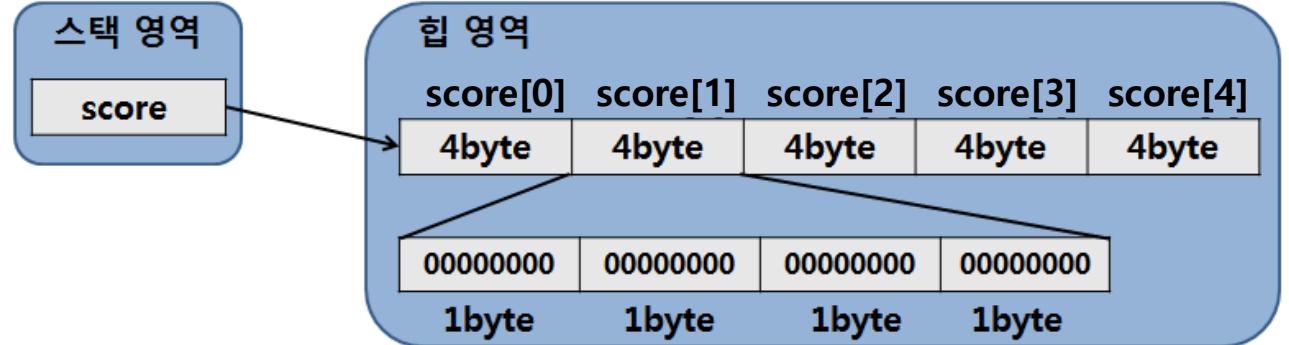 스택 영역
score
힙 영역
score[0] score[1] score[2] score[3] score[4]
4byte 4byte 4byte 4byte 4byte
00000000 00000000 00000000 00000000
1byte 1byte 1byte 1byte